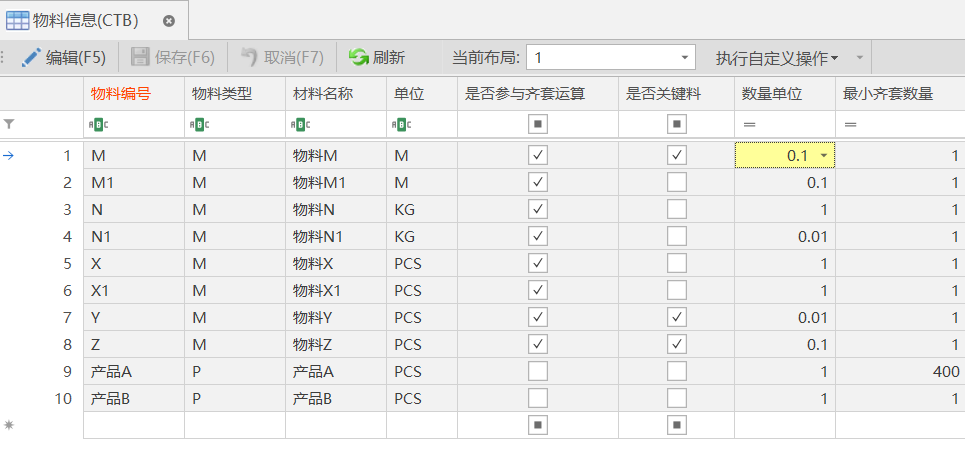 物料信息(CTB)
编辑(F5) 保存(F6) 取消(F7) 刷新 当前布局: 1 执行自定义操作
物料编号 物料类型 材料名称 单位 是否参与齐套运算 是否关键料 数量单位 最小齐套数量
ABC ABC ABC ABC = =
1 M M 物料M M 0.1 1
2 M1 M 物料M1 M 0.1 1
3 N M 物料N KG 1 1
4 N1 M 物料N1 KG 0.01 1
5 X M 物料X PCS 1 1
6 X1 M 物料X1 PCS 1 1
7 Y M 物料Y PCS 0.01 1
8 Z M 物料Z PCS 0.1 1
9 产品A P 产品A PCS 1 400
10 产品B P 产品B PCS 1 1